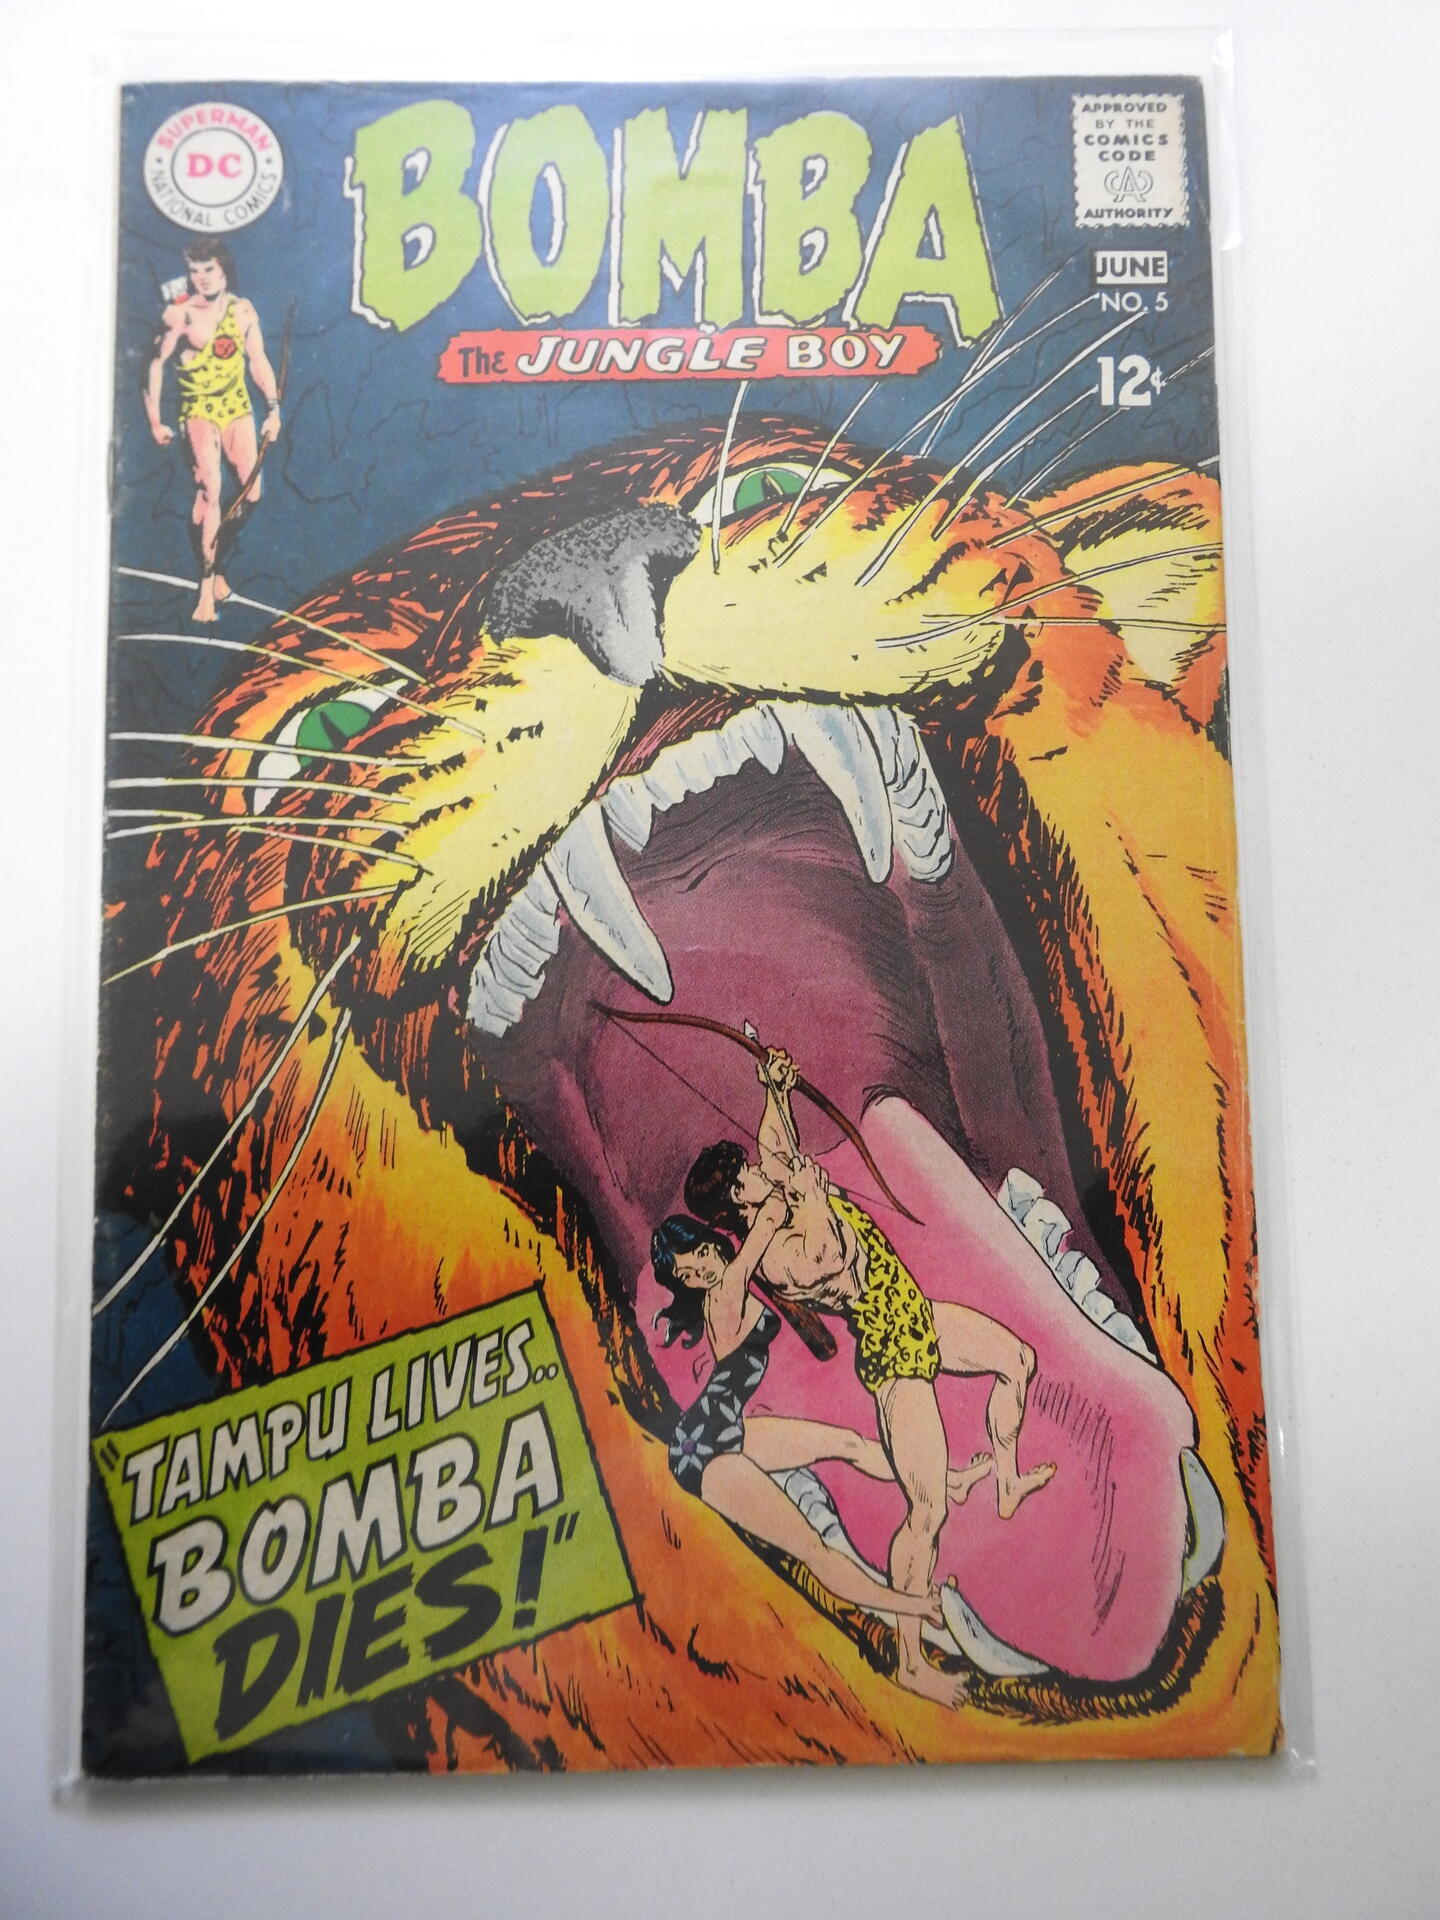 SUPERMAN
DC
NATIONAL COMICS
BOMBA
The JUNGLE BOY
APPROVED
BY THE
COMICS
CODE
CA
AUTHORITY
JUNE
NO. 5
12¢
"TAMPU LIVES..
BOMBA
DIES!"